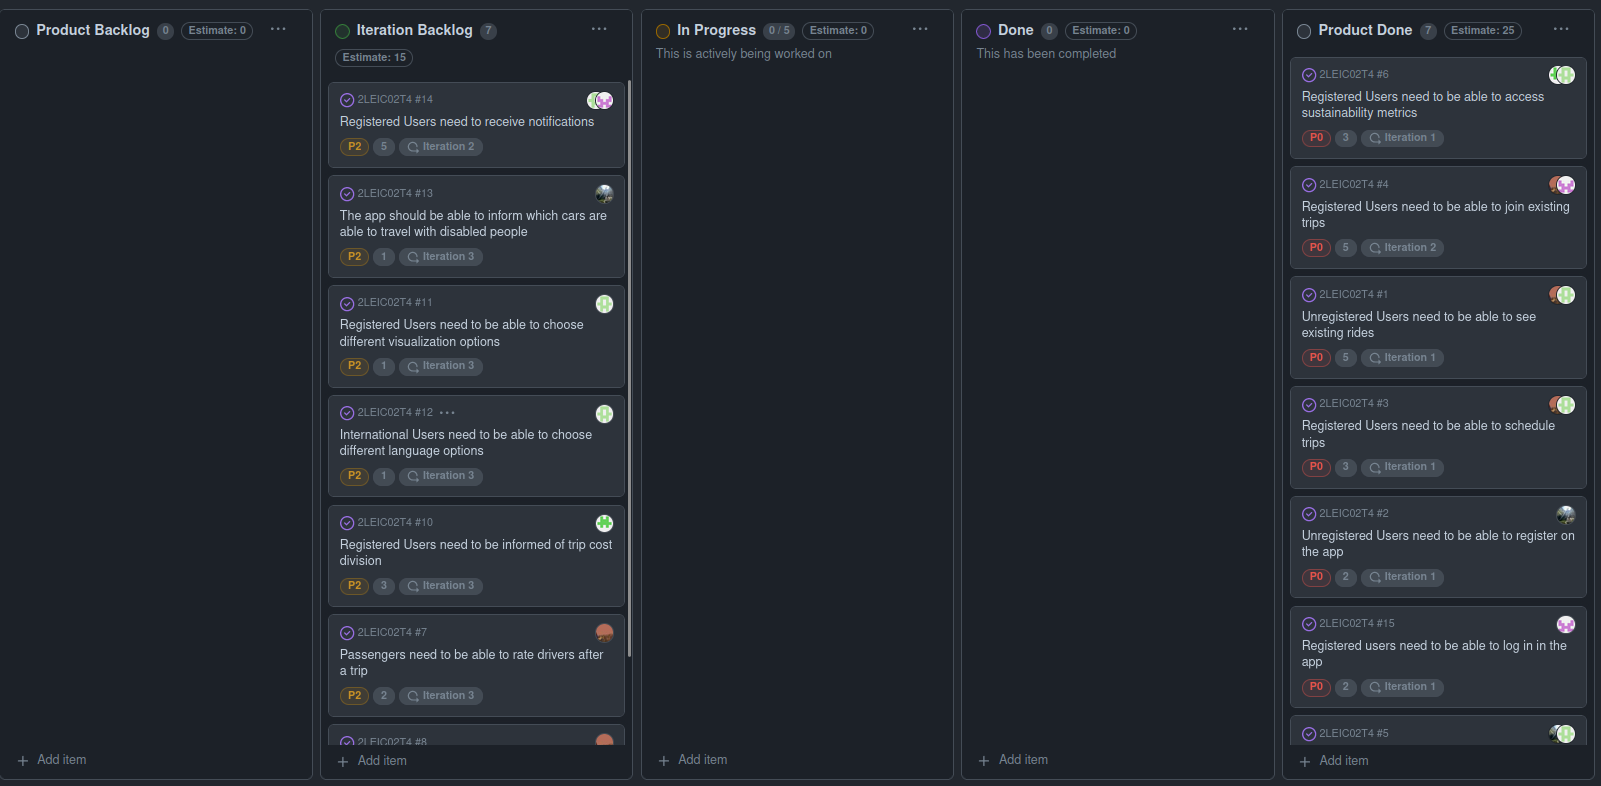 Product Backlog 0 Estimate: 0 ...
Iteration Backlog 7 ...
Estimate: 15
2LEIC02T4 #14
Registered Users need to receive notifications
P2 5 Iteration 2
2LEIC02T4 #13
The app should be able to inform which cars are
able to travel with disabled people
P2 1 Iteration 3
2LEIC02T4 #11
Registered Users need to be able to choose
different visualization options
P2 1 Iteration 3
2LEIC02T4 #12 ...
International Users need to be able to choose
different language options
P2 1 Iteration 3
2LEIC02T4 #10
Registered Users need to be informed of trip cost
division
P2 3 Iteration 3
2LEIC02T4 #7
Passengers need to be able to rate drivers after
a trip
P2 2 Iteration 3
2LEIC02T4 #8
In Progress 0 / 5 Estimate: 0 ...
This is actively being worked on
Done 0 Estimate: 0 ...
This has been completed
Product Done 7 Estimate: 25 ...
2LEIC02T4 #6
Registered Users need to be able to access
sustainability metrics
P0 3 Iteration 1
2LEIC02T4 #4
Registered Users need to be able to join existing
trips
P0 5 Iteration 2
2LEIC02T4 #1
Unregistered Users need to be able to see
existing rides
P0 5 Iteration 1
2LEIC02T4 #3
Registered Users need to be able to schedule
trips
P0 3 Iteration 1
2LEIC02T4 #2
Unregistered Users need to be able to register on
the app
P0 2 Iteration 1
2LEIC02T4 #15
Registered users need to be able to log in in the
app
P0 2 Iteration 1
2LEIC02T4 #5
+ Add item
+ Add item
+ Add item
+ Add item
+ Add item